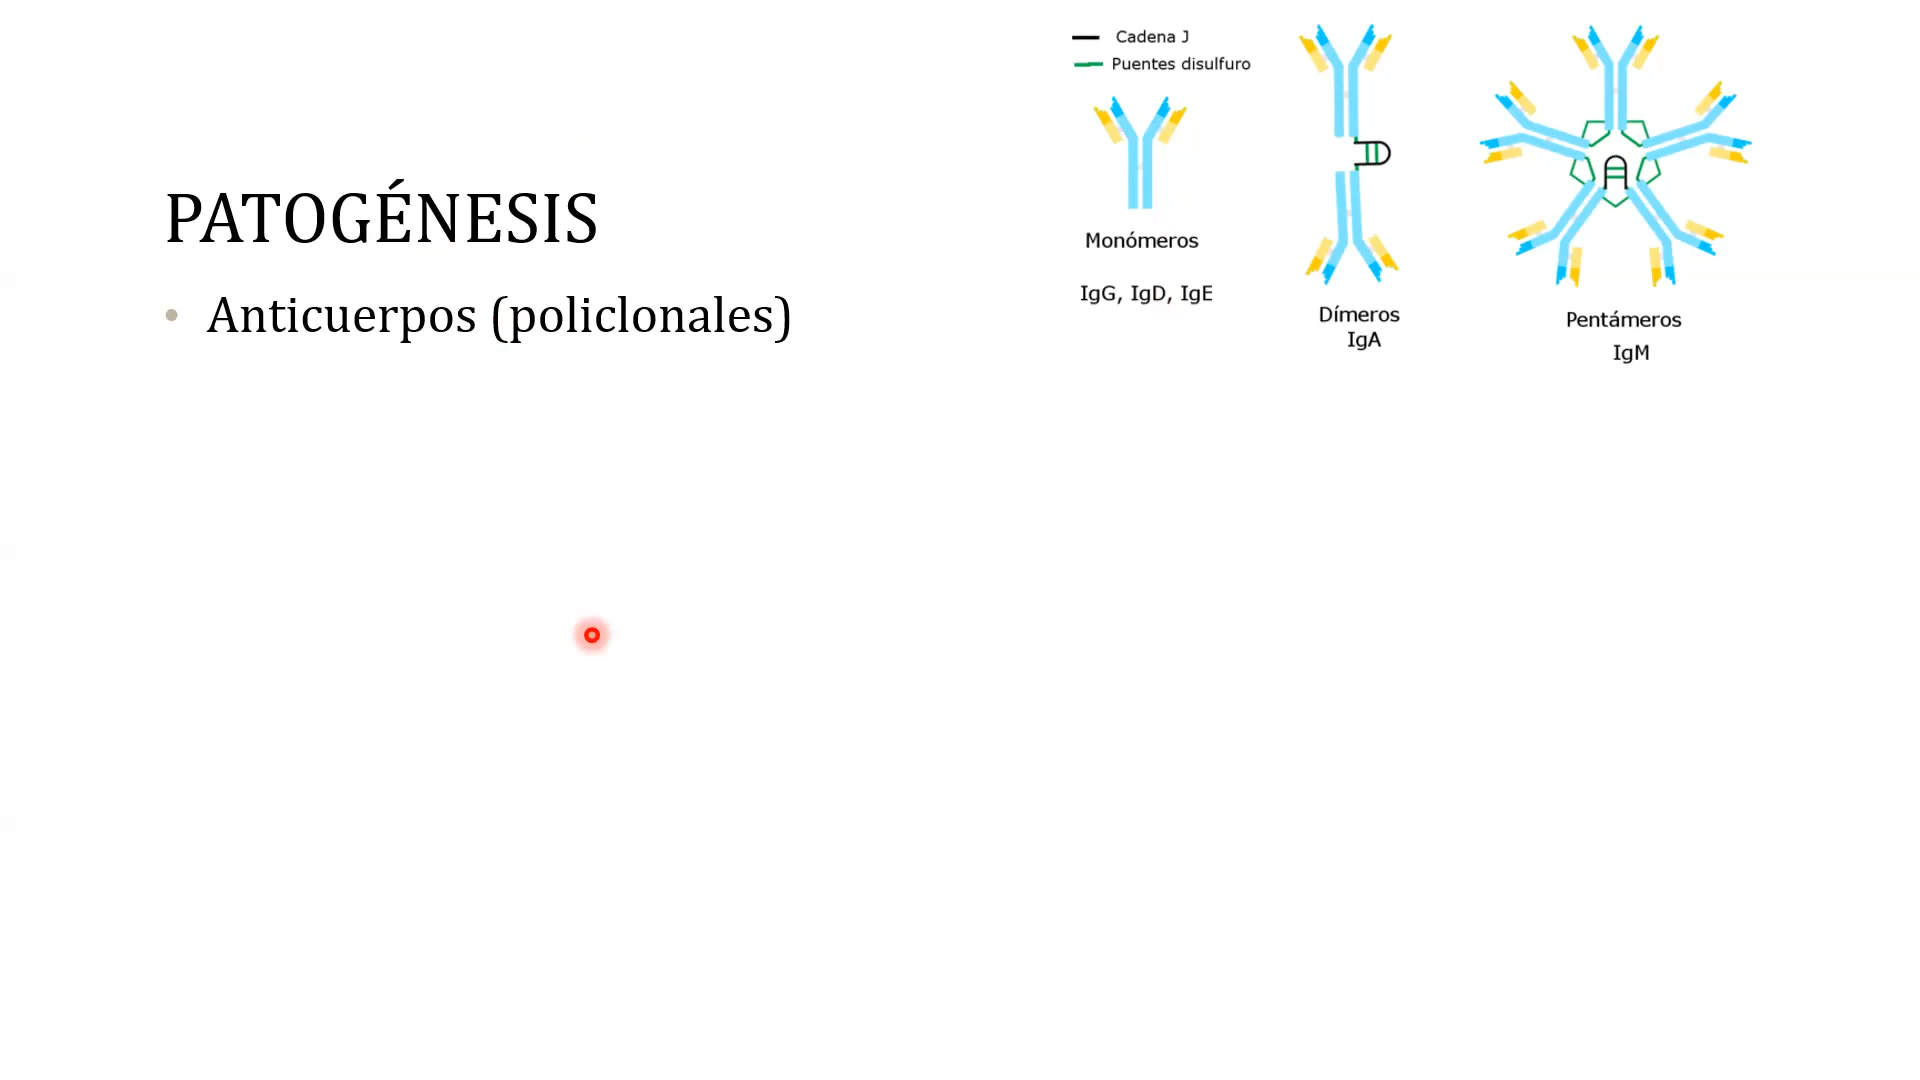 PATOGÉNESIS
• Anticuerpos (policlonales)
Cadena J
Puentes disulfuro
Monómeros
IgG, IgD, IgE
Dímeros
IgA
Pentámeros
IgM